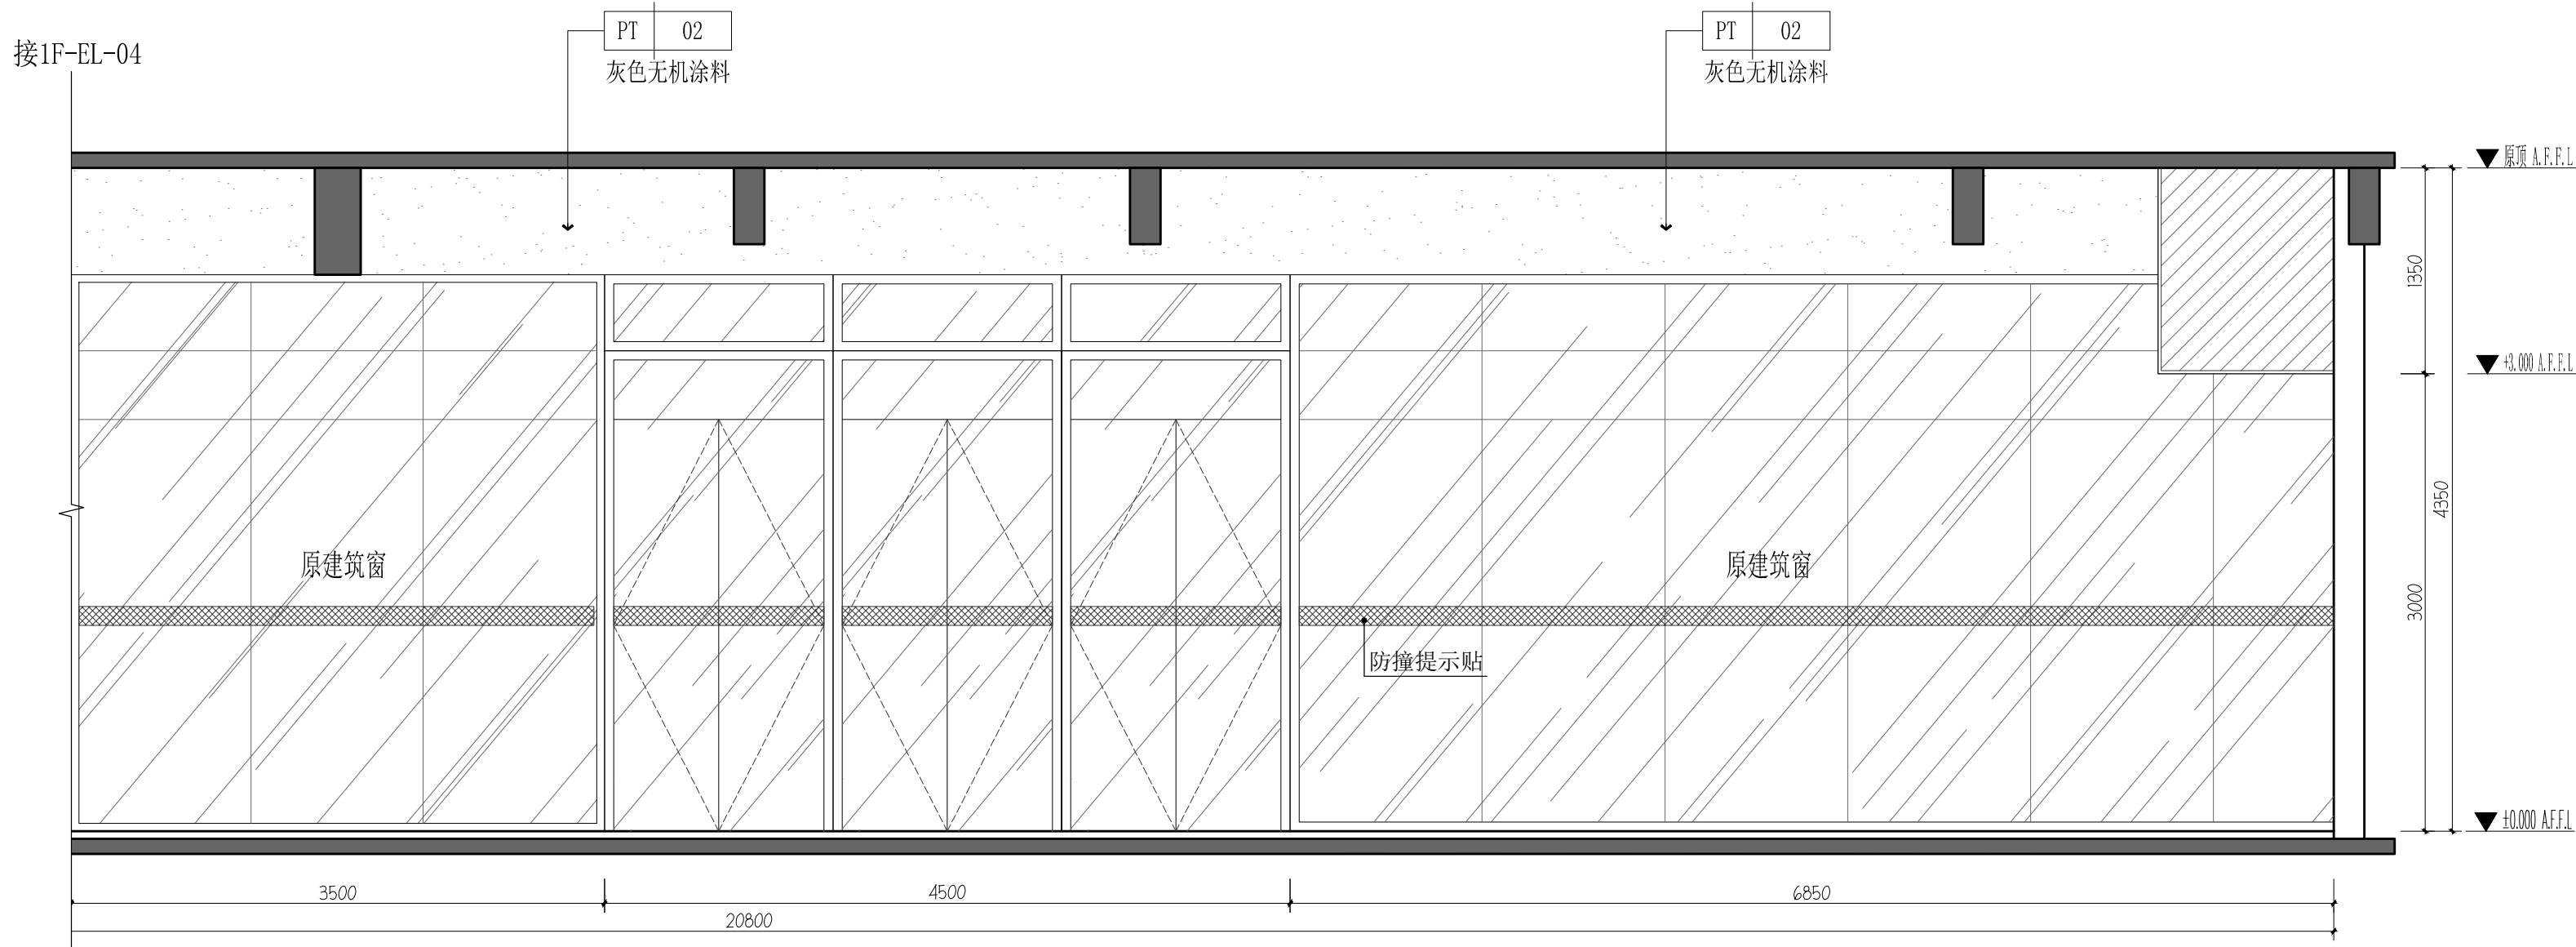 接1F-EL-04
PT 02
灰色无机涂料
PT 02
灰色无机涂料
原顶 A.F.F.L
1350
+3.000 A.F.F.L
4350
原建筑窗
原建筑窗
3000
防撞提示贴
±0.000 A.F.F.L
3500
4500
6850
20800